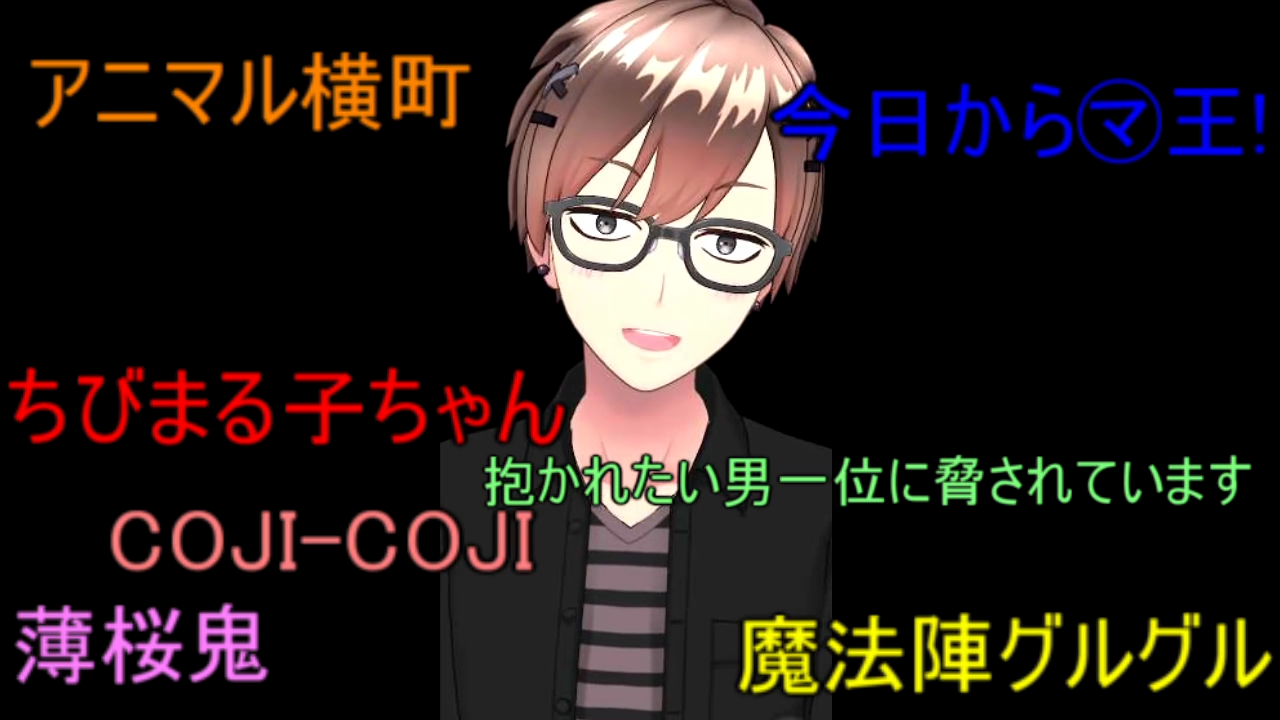 アニマル横町
今日から㋮王!
ちびまる子ちゃん
抱かれたい男一位に脅されています
COJI-COJI
薄桜鬼
魔法陣グルグル